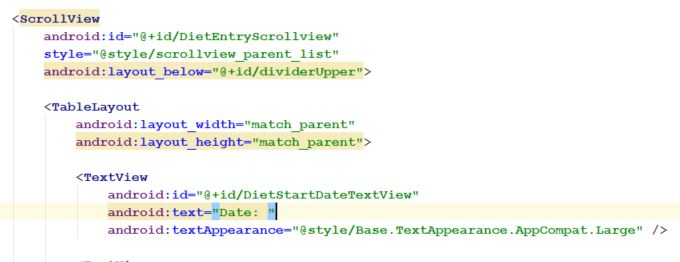 <ScrollView
android:id="@+id/DietEntryScrollview"
style="@style/scrollview_parent_list"
android:layout_below="@+id/dividerUpper">
<TableLayout
android:layout_width="match_parent"
android:layout_height="match_parent">
<TextView
android:id="@+id/DietStartDateTextView"
android:text="Date: "
android:textAppearance="@style/Base.TextAppearance.AppCompat.Large" />